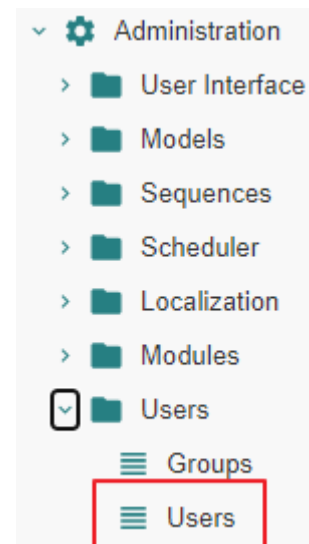 Administration
User Interface
Models
Sequences
Scheduler
Localization
Modules
Users
Groups
Users